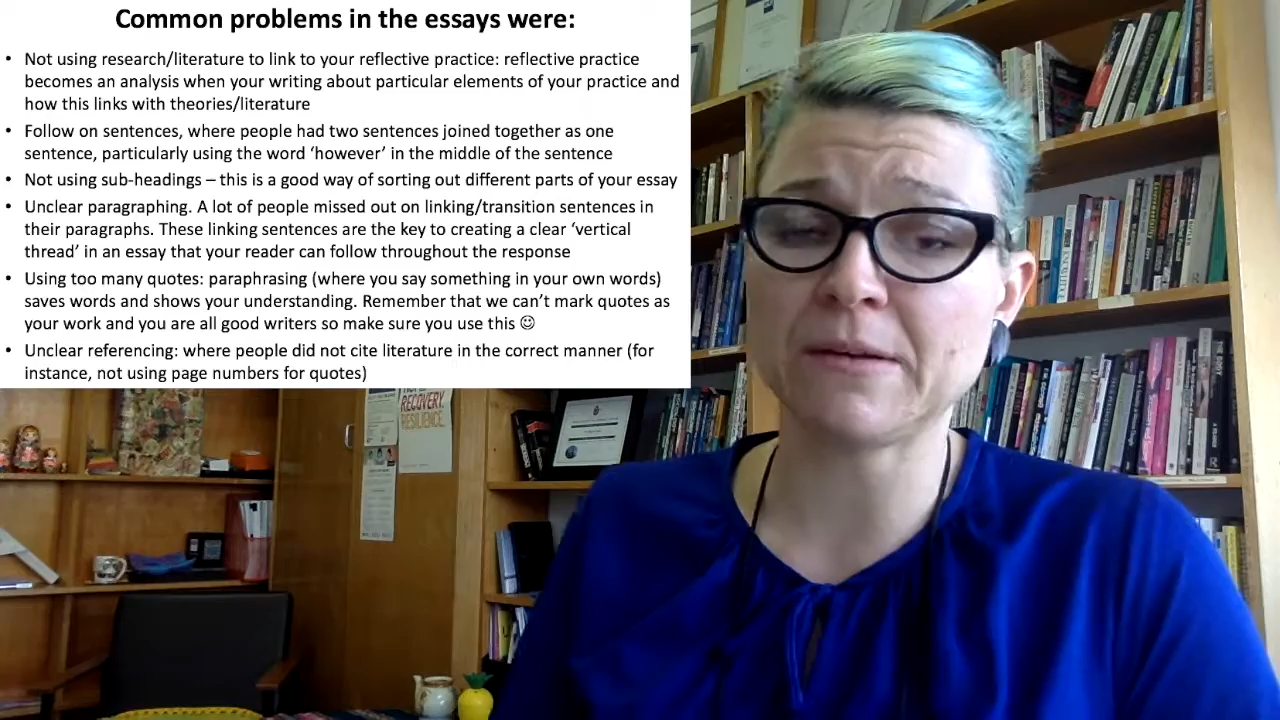 Common problems in the essays were:
• Not using research/literature to link to your reflective practice: reflective practice
becomes an analysis when your writing about particular elements of your practice and
how this links with theories/literature
• Follow on sentences, where people had two sentences joined together as one
sentence, particularly using the word ‘however’ in the middle of the sentence
• Not using sub-headings – this is a good way of sorting out different parts of your essay
• Unclear paragraphing. A lot of people missed out on linking/transition sentences in
their paragraphs. These linking sentences are the key to creating a clear ‘vertical
thread’ in an essay that your reader can follow throughout the response
• Using too many quotes: paraphrasing (where you say something in your own words)
saves words and shows your understanding. Remember that we can’t mark quotes as
your work and you are all good writers so make sure you use this ☺
• Unclear referencing: where people did not cite literature in the correct manner (for
instance, not using page numbers for quotes)
RECOVERY
RESILIENCE.